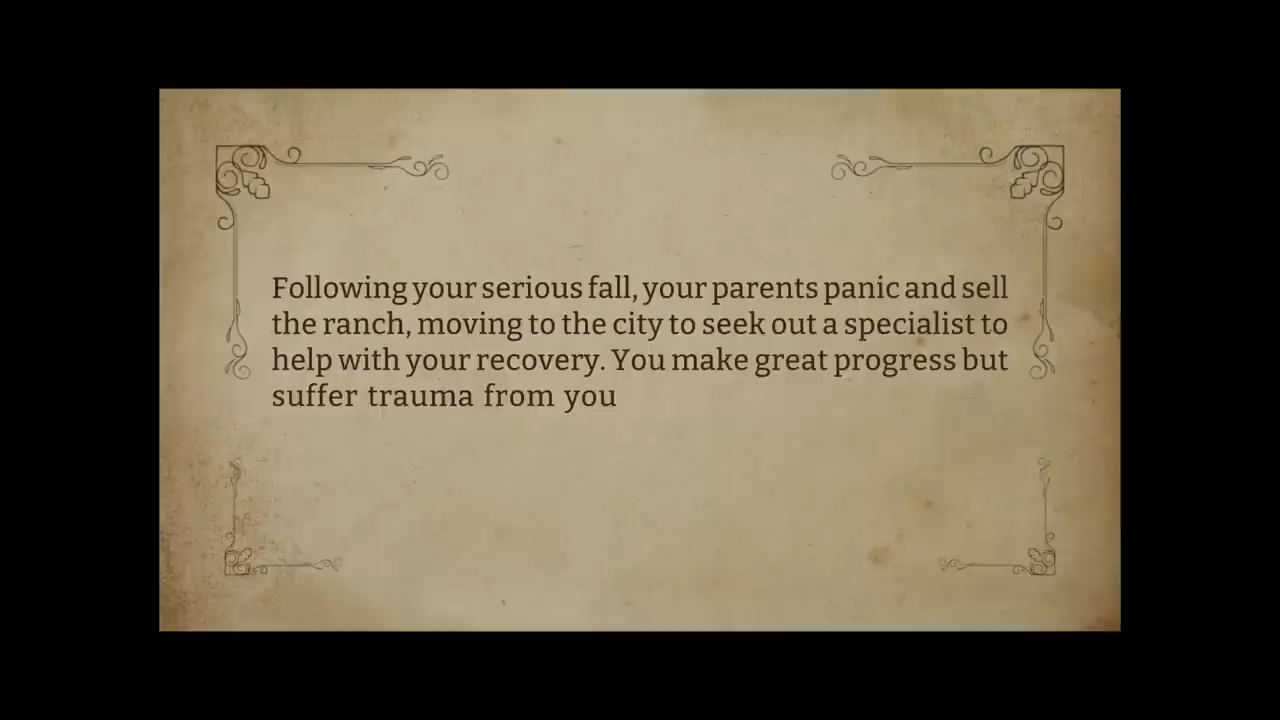 Following your serious fall, your parents panic and sell
the ranch, moving to the city to seek out a specialist to
help with your recovery. You make great progress but
suffer trauma from you